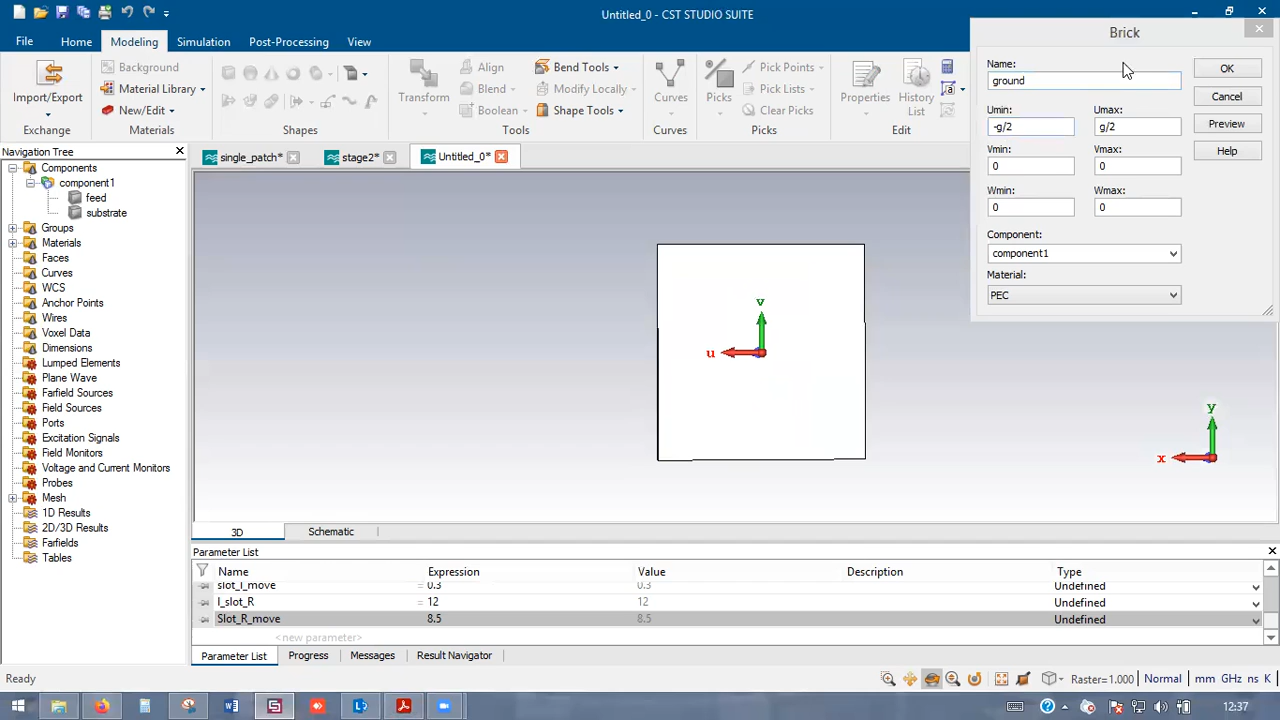 Untitled_0 - CST STUDIO SUITE
File
Home
Modeling
Simulation
Post-Processing
View
Import/Export
Exchange
Background
Material Library
New/Edit
Materials
Shapes
Transform
Align
Blend
Boolean
Bend Tools
Modify Locally
Shape Tools
Tools
Curves
Curves
Picks
Pick Points
Pick Lists
Clear Picks
Picks
Properties
History List
Edit
Brick
Name:
ground
OK
Umin:
Umax:
Cancel
-g/2
g/2
Preview
Vmin:
Vmax:
Help
0
0
Wmin:
Wmax:
0
0
Component:
component1
Material:
PEC
Navigation Tree
Components
component1
feed
substrate
Groups
Materials
Faces
Curves
WCS
Anchor Points
Wires
Voxel Data
Dimensions
Lumped Elements
Plane Wave
Farfield Sources
Field Sources
Ports
Excitation Signals
Field Monitors
Voltage and Current Monitors
Probes
Mesh
1D Results
2D/3D Results
Farfields
Tables
single_patch*
stage2*
Untitled_0*
v
u
y
x
3D
Schematic
Parameter List
Name
Expression
Value
Description
Type
slot_l_move = 0.3 0.3 Undefined
l_slot_R = 12 12 Undefined
Slot_R_move 8.5 8.5 Undefined
<new parameter>
Parameter List
Progress
Messages
Result Navigator
Ready
Raster=1.000
Normal
mm GHz ns K
12:37